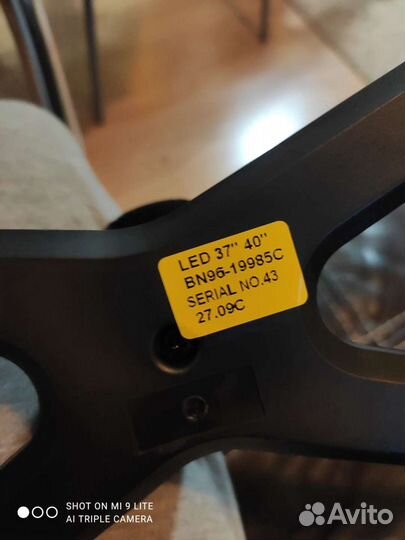 LED 37" 40"
BN96-19985C
SERIAL NO.43
27.09C
SHOT ON MI 9 LITE
AI TRIPLE CAMERA
Avito